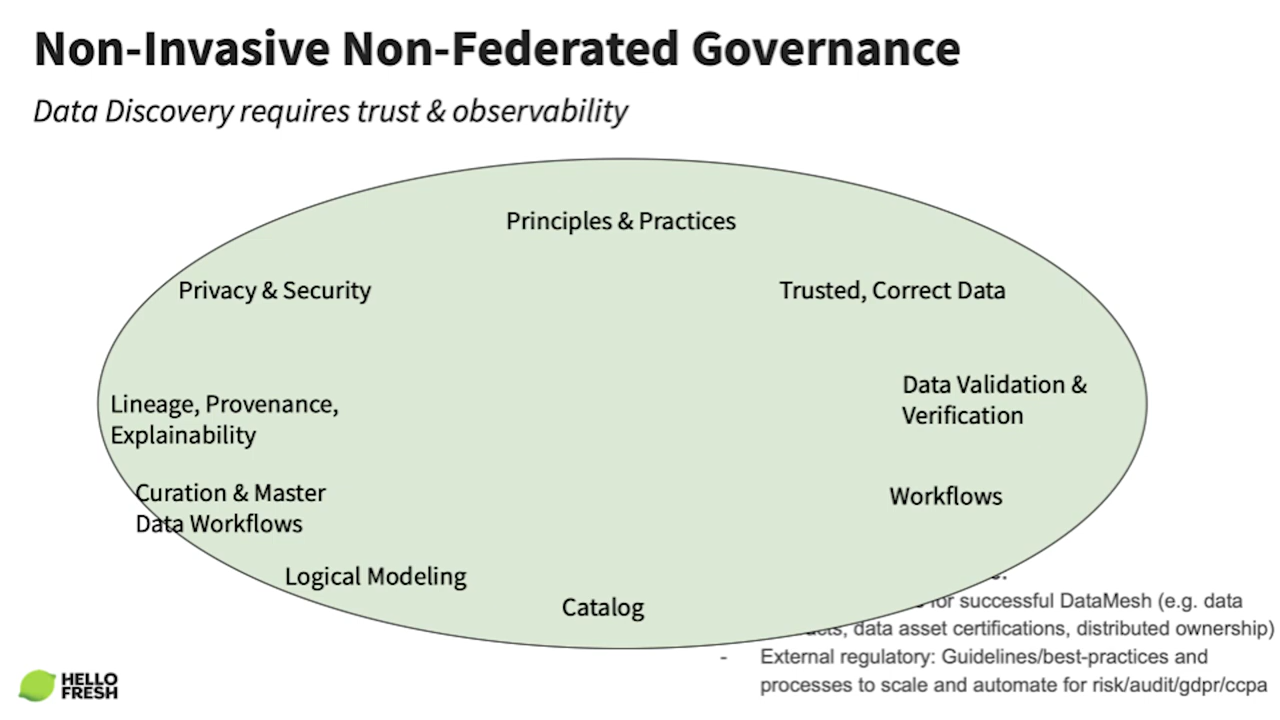 Non-Invasive Non-Federated Governance
Data Discovery requires trust & observability
Principles & Practices
Privacy & Security
Trusted, Correct Data
Data Validation &
Verification
Lineage, Provenance,
Explainability
Curation & Master
Data Workflows
Workflows
Logical Modeling
Catalog
for successful DataMesh (e.g. data
data asset certifications, distributed ownership)
- External regulatory: Guidelines/best-practices and
processes to scale and automate for risk/audit/gdpr/ccpa
HELLO
FRESH